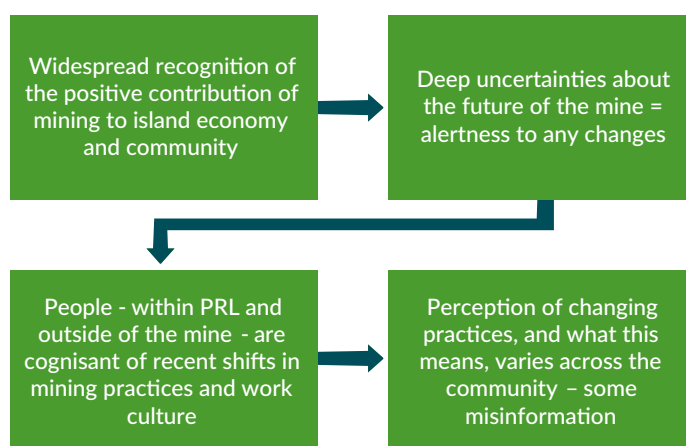 Widespread recognition of
the positive contribution of
mining to island economy
and community
Deep uncertainties about
the future of the mine =
alertness to any changes
People - within PRL and
outside of the mine - are
cognisant of recent shifts in
mining practices and work
culture
Perception of changing
practices, and what this
means, varies across the
community – some
misinformation